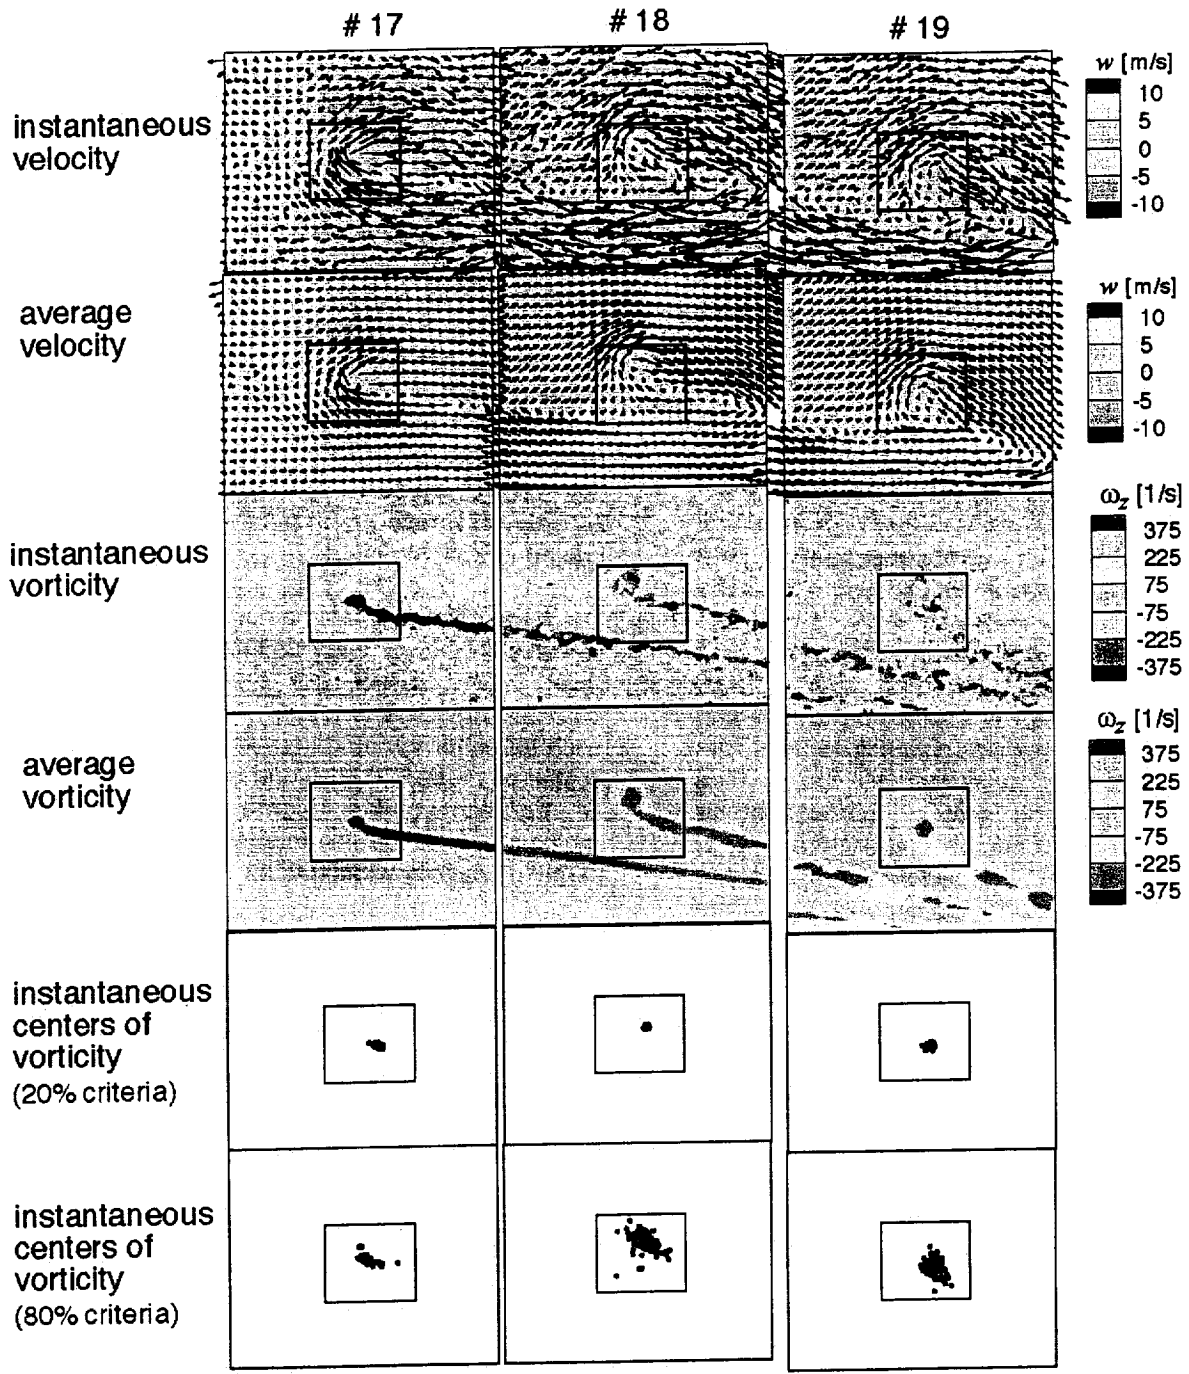 # 17
# 18
# 19
instantaneous
velocity
w [m/s]
10
5
0
-5
-10
average
velocity
w [m/s]
10
5
0
-5
-10
instantaneous
vorticity
ωz [1/s]
375
225
75
-75
-225
-375
average
vorticity
ωz [1/s]
375
225
75
-75
-225
-375
instantaneous
centers of
vorticity
(20% criteria)
instantaneous
centers of
vorticity
(80% criteria)